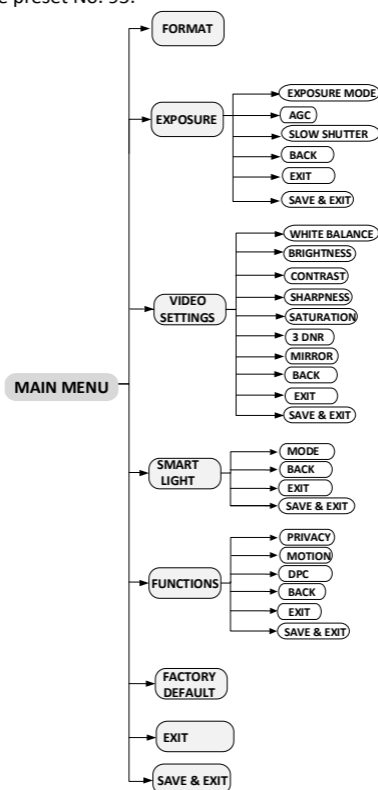 e preset No. 95.
FORMAT
EXPOSURE
EXPOSURE MODE
AGC
SLOW SHUTTER
BACK
EXIT
SAVE & EXIT
VIDEO
SETTINGS
WHITE BALANCE
BRIGHTNESS
CONTRAST
SHARPNESS
SATURATION
3 DNR
MIRROR
BACK
EXIT
SAVE & EXIT
MAIN MENU
SMART
LIGHT
MODE
BACK
EXIT
SAVE & EXIT
FUNCTIONS
PRIVACY
MOTION
DPC
BACK
EXIT
SAVE & EXIT
FACTORY
DEFAULT
EXIT
SAVE & EXIT